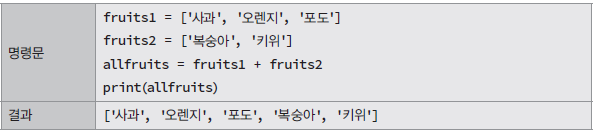 명령문
fruits1 = ['사과', '오렌지', '포도']
fruits2 = ['복숭아', '키위']
allfruits = fruits1 + fruits2
print(allfruits)
결과
['사과', '오렌지', '포도', '복숭아', '키위']